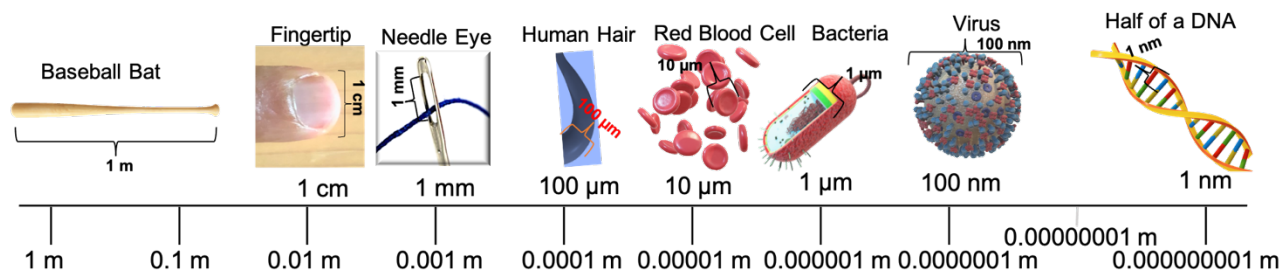 Baseball Bat
1 m
Fingertip
1 cm
1 cm
Needle Eye
1 mm
1 mm
Human Hair
100 µm
100 µm
Red Blood Cell
10 µm
10 µm
Bacteria
1 µm
1 µm
Virus
100 nm
100 nm
Half of a DNA
1 nm
1 nm
1 m
0.1 m
0.01 m
0.001 m
0.0001 m
0.00001 m
0.000001 m
0.0000001 m
0.00000001 m
0.000000001 m